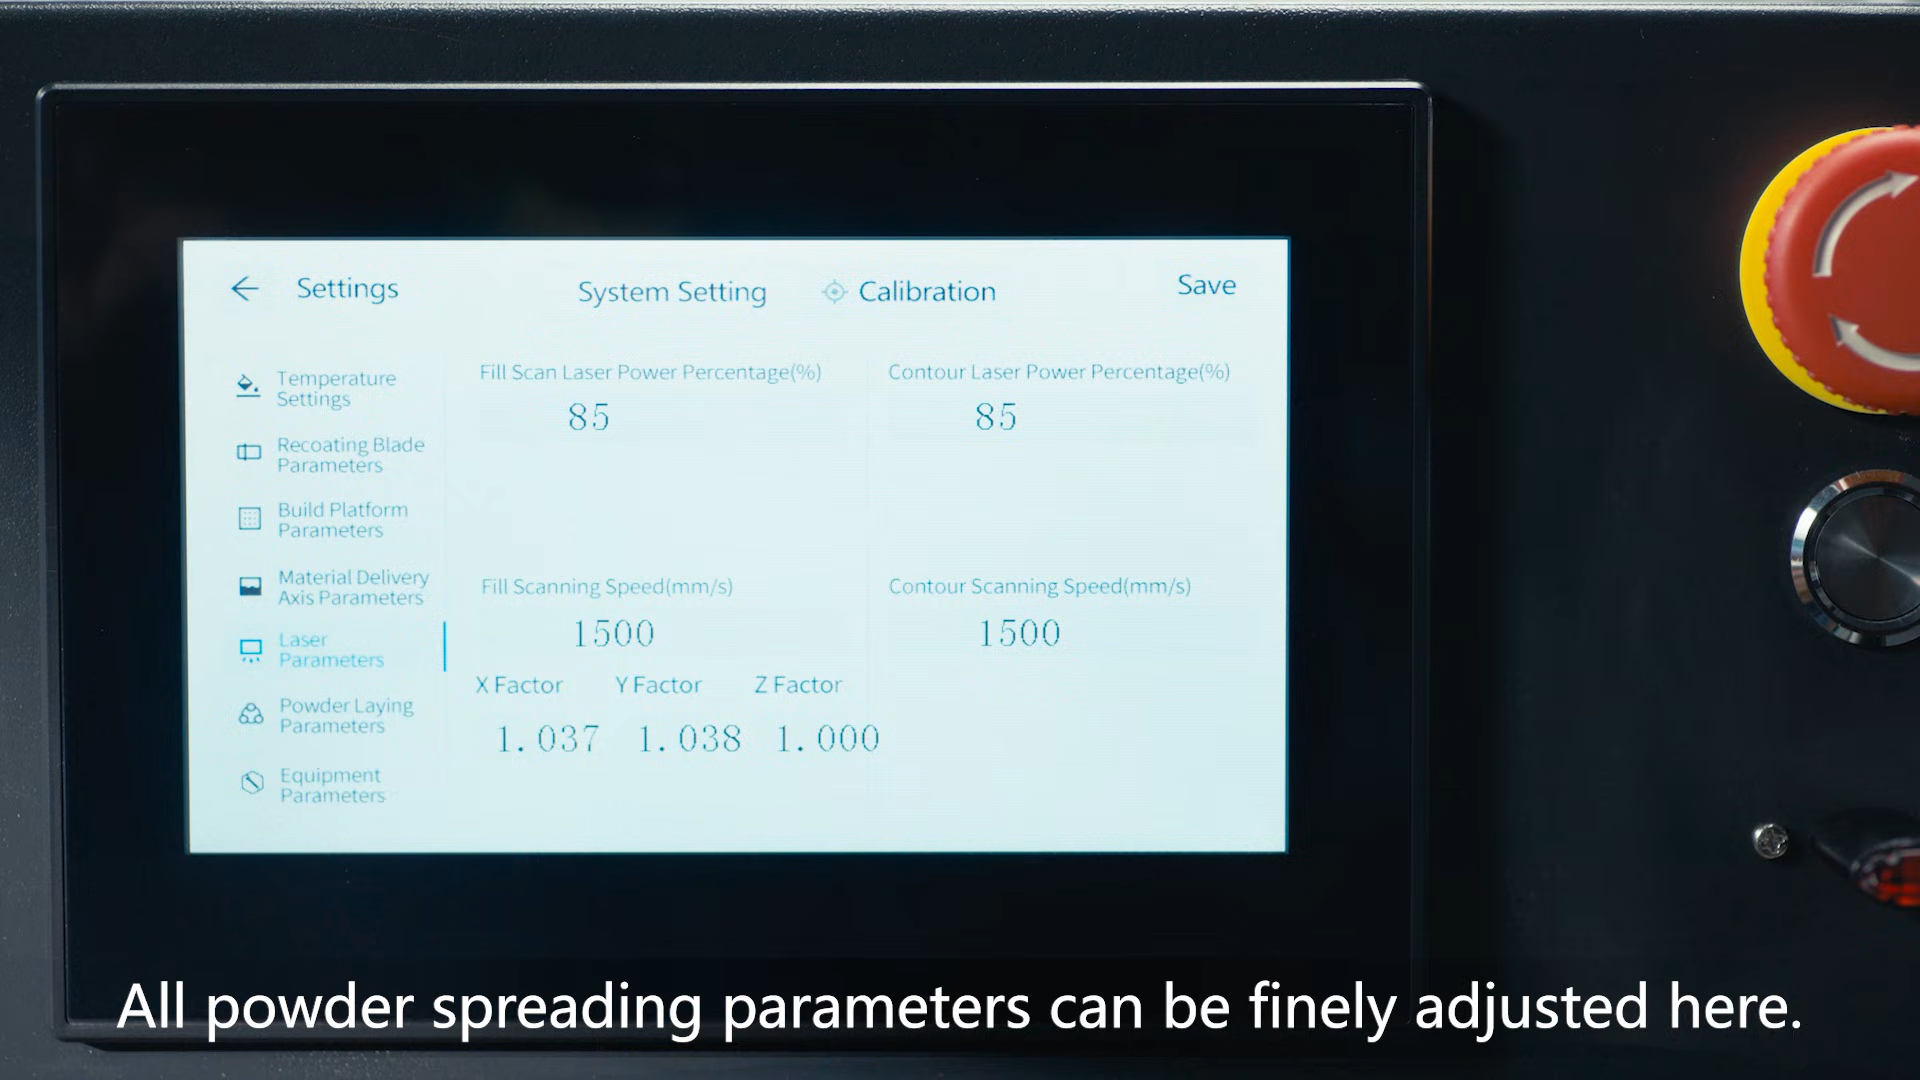 Settings
System Setting
Calibration
Save
Temperature
Settings
Recoating Blade
Parameters
Build Platform
Parameters
Material Delivery
Axis Parameters
Laser
Parameters
Powder Laying
Parameters
Equipment
Parameters
Fill Scan Laser Power Percentage(%)
85
Contour Laser Power Percentage(%)
85
Fill Scanning Speed(mm/s)
1500
Contour Scanning Speed(mm/s)
1500
X Factor Y Factor Z Factor
1.037 1.038 1.000
All powder spreading parameters can be finely adjusted here.